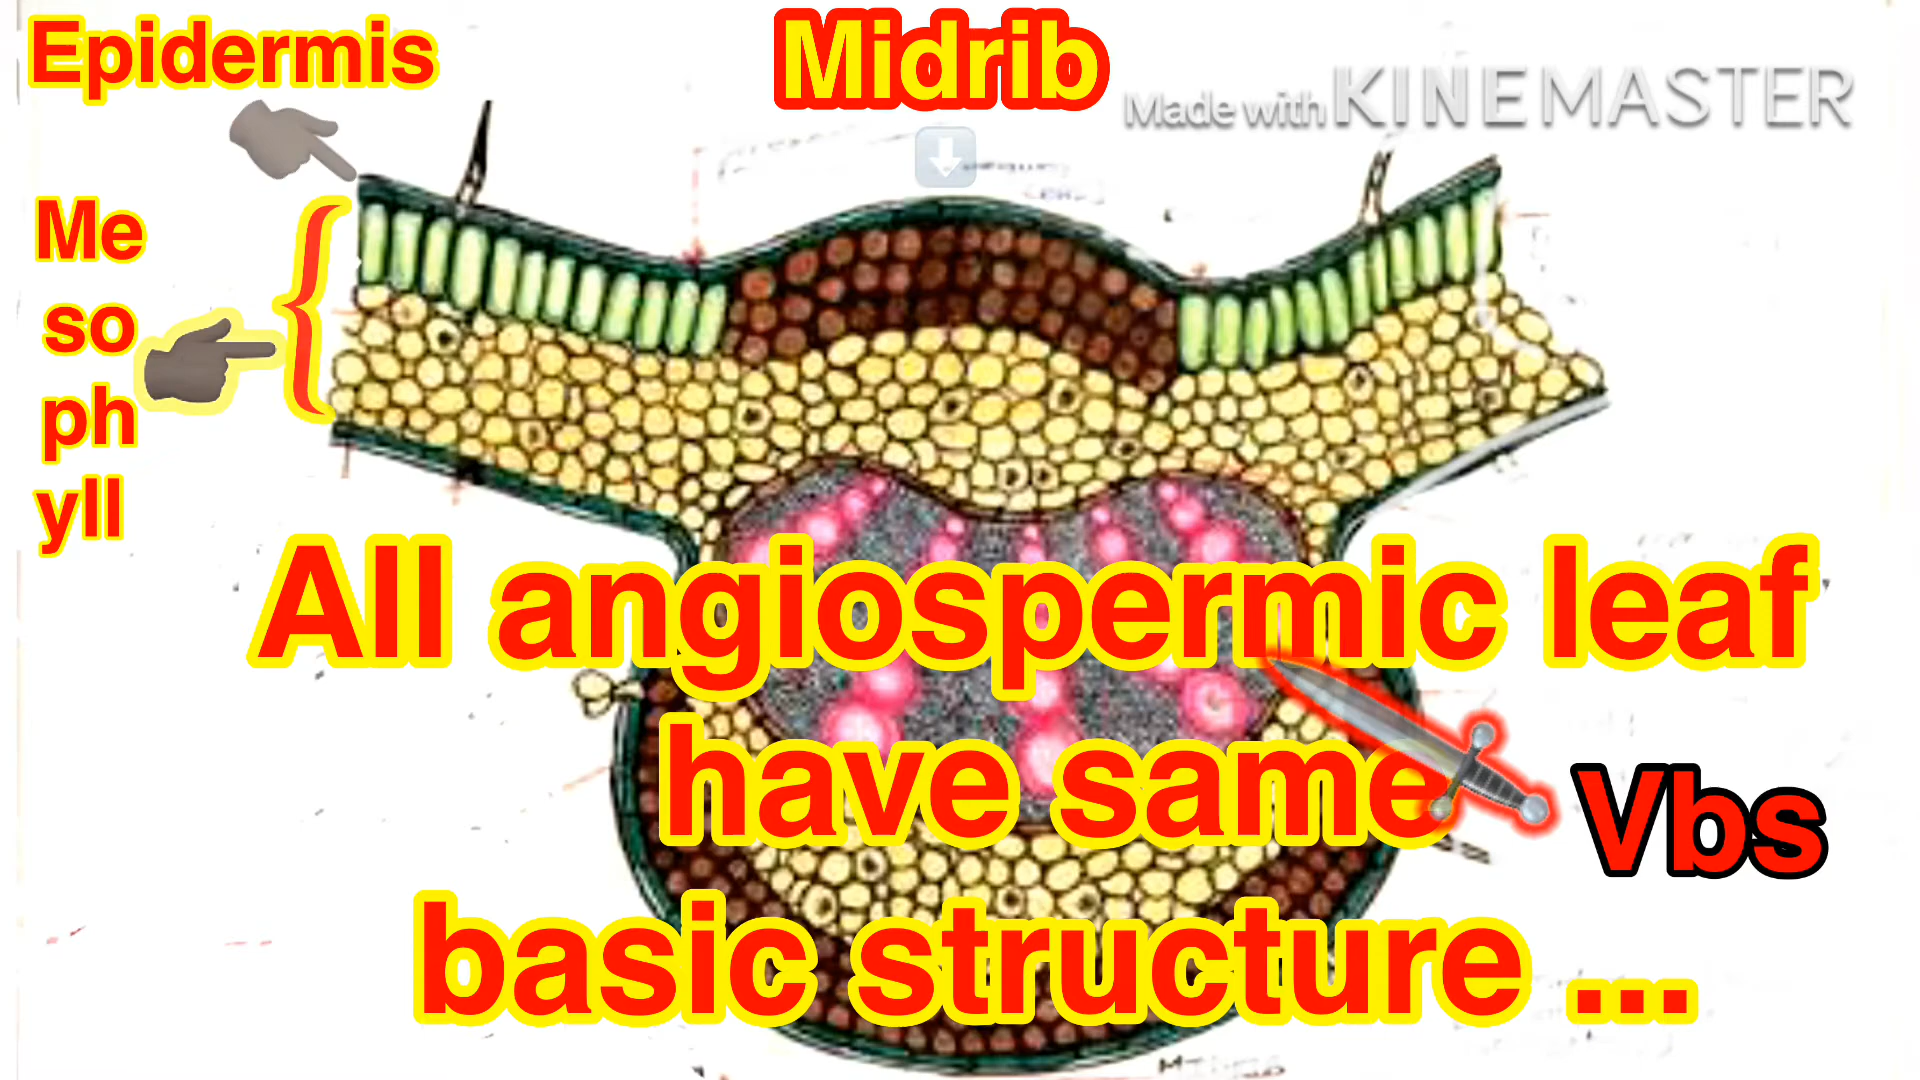 Epidermis
Midrib
Made with KINEMASTER
Me
so
ph
yll
All angiospermic leaf
have same
Vbs
basic structure ...